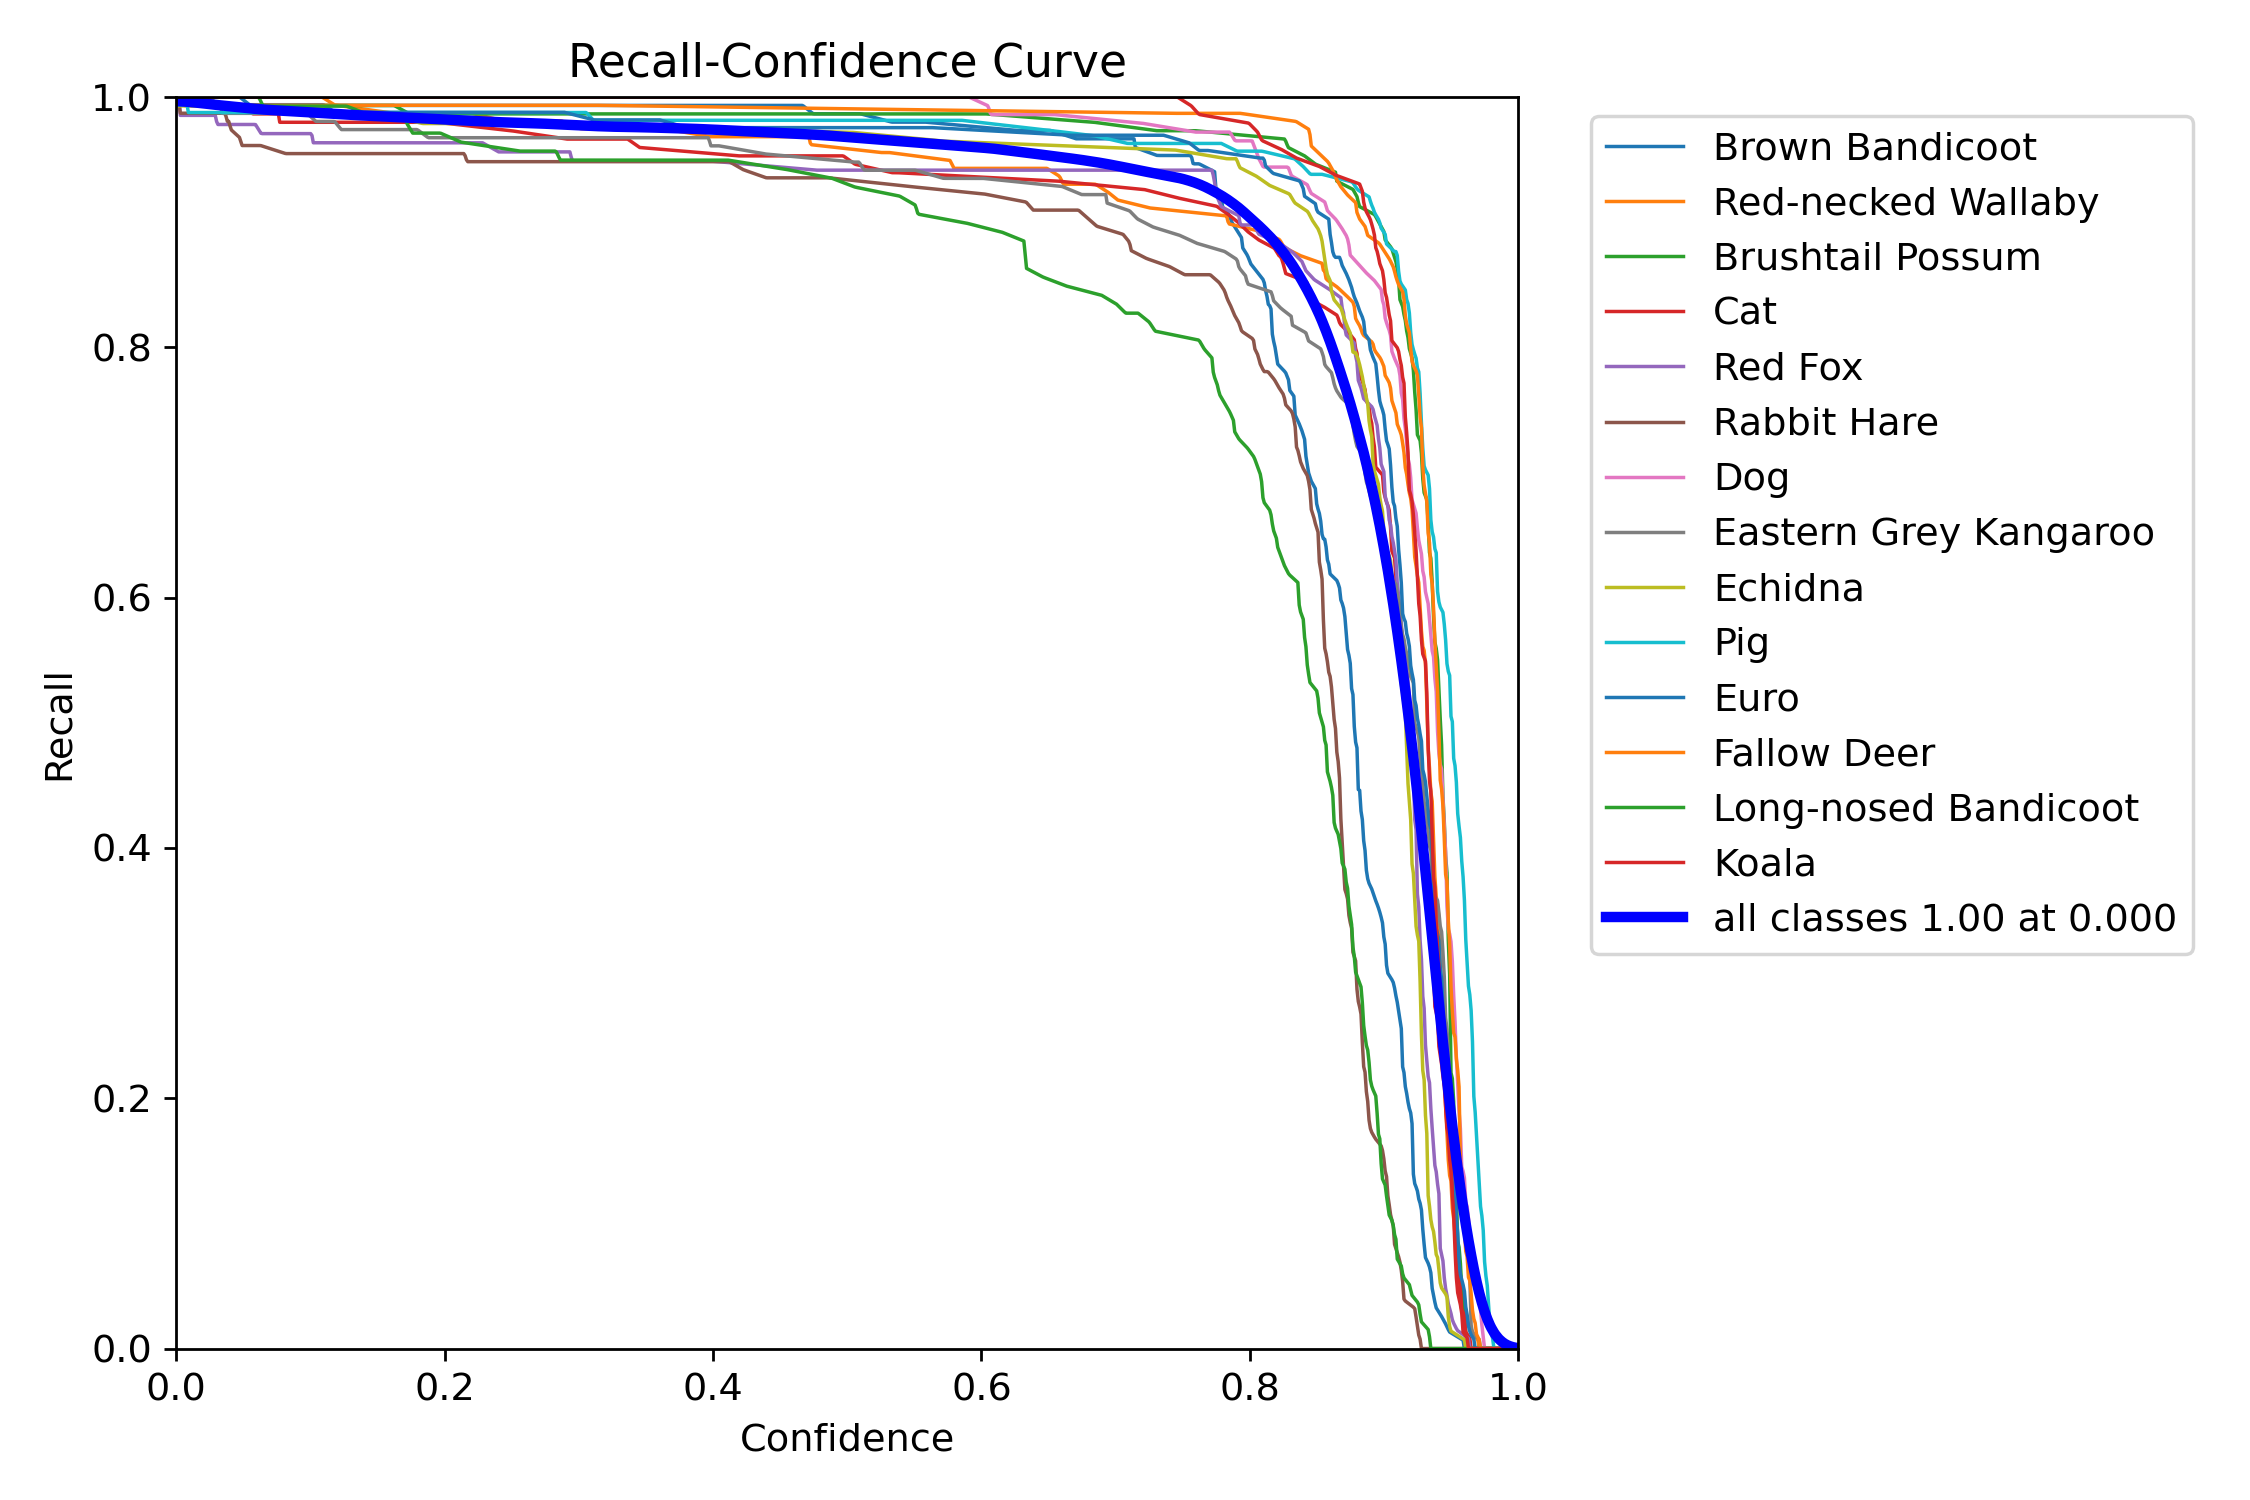 Recall-Confidence Curve
1.0
0.8
0.6
0.4
0.2
0.0
Recall
0.0 0.2 0.4 0.6 0.8 1.0
Confidence
Brown Bandicoot
Red-necked Wallaby
Brushtail Possum
Cat
Red Fox
Rabbit Hare
Dog
Eastern Grey Kangaroo
Echidna
Pig
Euro
Fallow Deer
Long-nosed Bandicoot
Koala
all classes 1.00 at 0.000